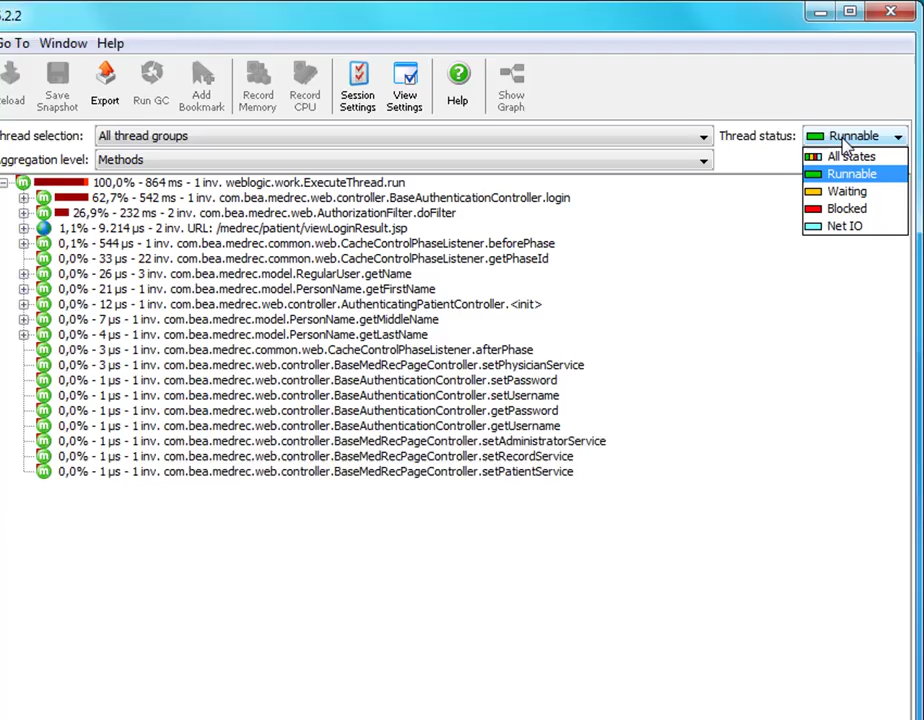 5.2.2
Go To Window Help
Reload
Save Snapshot
Export
Run GC
Add Bookmark
Record Memory
Record CPU
Session Settings
View Settings
Help
Show Graph
Thread selection: All thread groups Thread status: Runnable
Aggregation level: Methods
All states
Runnable
Waiting
Blocked
Net IO
100,0% - 864 ms - 1 inv. weblogic.work.ExecuteThread.run
62,7% - 542 ms - 1 inv. com.bea.medrec.web.controller.BaseAuthenticationController.login
26,9% - 232 ms - 2 inv. com.bea.medrec.web.AuthorizationFilter.doFilter
1,1% - 9.214 µs - 2 inv. URL: /medrec/patient/viewLoginResult.jsp
0,1% - 544 µs - 1 inv. com.bea.medrec.common.web.CacheControlPhaseListener.beforePhase
0,0% - 33 µs - 22 inv. com.bea.medrec.common.web.CacheControlPhaseListener.getPhaseId
0,0% - 26 µs - 3 inv. com.bea.medrec.model.RegularUser.getName
0,0% - 21 µs - 1 inv. com.bea.medrec.model.PersonName.getFirstName
0,0% - 12 µs - 1 inv. com.bea.medrec.web.controller.AuthenticatingPatientController.<init>
0,0% - 7 µs - 1 inv. com.bea.medrec.model.PersonName.getMiddleName
0,0% - 4 µs - 1 inv. com.bea.medrec.model.PersonName.getLastName
0,0% - 3 µs - 1 inv. com.bea.medrec.common.web.CacheControlPhaseListener.afterPhase
0,0% - 3 µs - 1 inv. com.bea.medrec.web.controller.BaseMedRecPageController.setPhysicianService
0,0% - 1 µs - 1 inv. com.bea.medrec.web.controller.BaseAuthenticationController.setPassword
0,0% - 1 µs - 1 inv. com.bea.medrec.web.controller.BaseAuthenticationController.setUsername
0,0% - 1 µs - 1 inv. com.bea.medrec.web.controller.BaseAuthenticationController.getPassword
0,0% - 1 µs - 1 inv. com.bea.medrec.web.controller.BaseAuthenticationController.getUsername
0,0% - 1 µs - 1 inv. com.bea.medrec.web.controller.BaseMedRecPageController.setAdministratorService
0,0% - 1 µs - 1 inv. com.bea.medrec.web.controller.BaseMedRecPageController.setRecordService
0,0% - 1 µs - 1 inv. com.bea.medrec.web.controller.BaseMedRecPageController.setPatientService